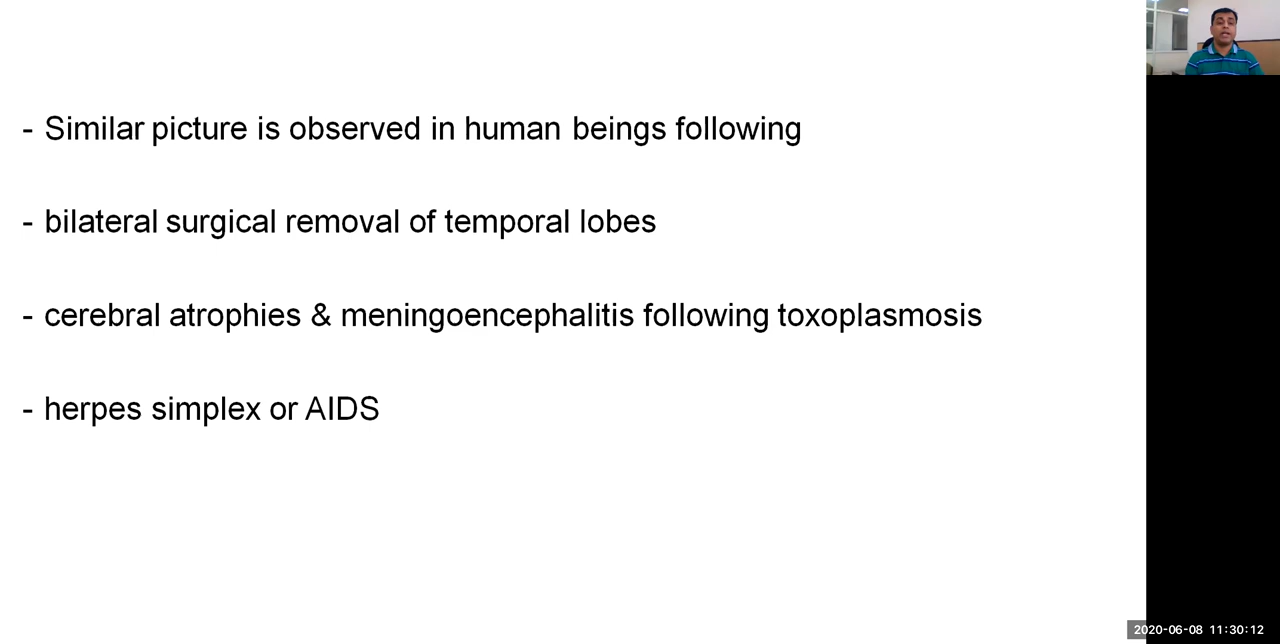 - Similar picture is observed in human beings following
- bilateral surgical removal of temporal lobes
- cerebral atrophies & meningoencephalitis following toxoplasmosis
- herpes simplex or AIDS
2020-06-08 11:30:12